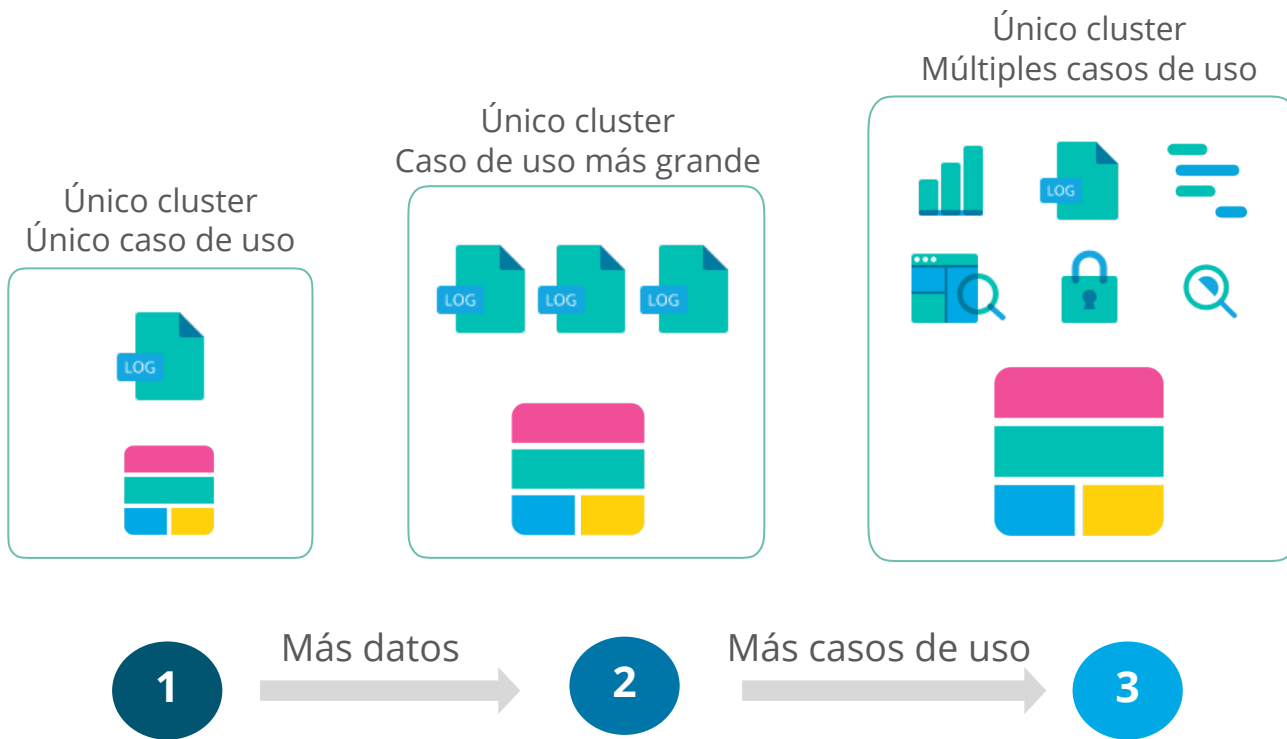 Único cluster
Único caso de uso
LOG
Único cluster
Caso de uso más grande
LOG
LOG
LOG
Único cluster
Múltiples casos de uso
LOG
1
Más datos
2
Más casos de uso
3